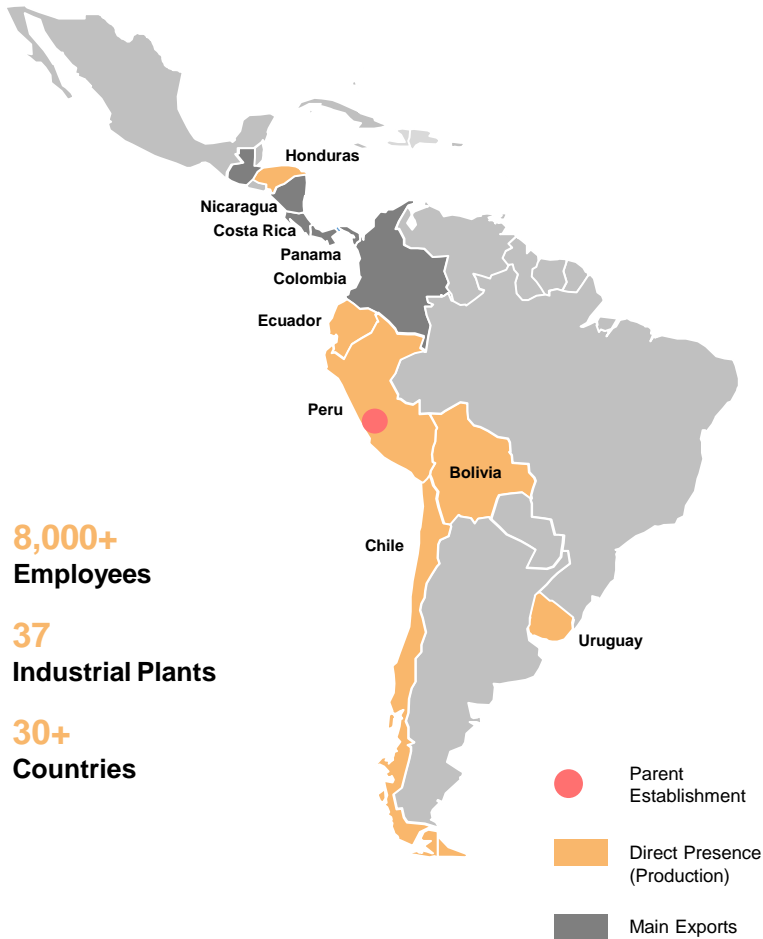 Honduras
Nicaragua
Costa Rica
Panama
Colombia
Ecuador
Peru
Bolivia
Chile
Uruguay
8,000+
Employees
37
Industrial Plants
30+
Countries
Parent
Establishment
Direct Presence
(Production)
Main Exports